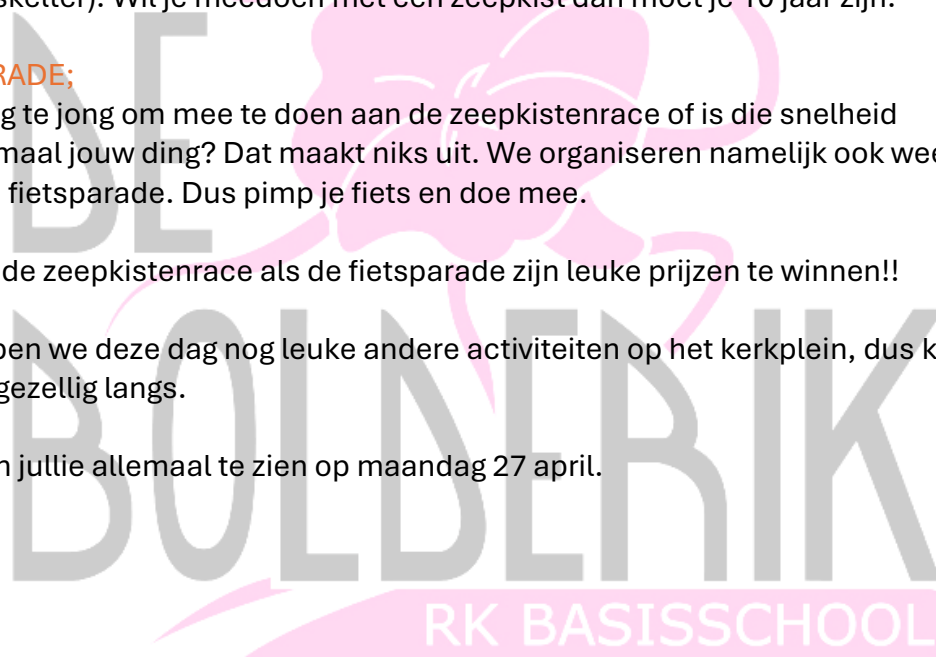 skelter). Wil je meedoen met een zeepkist dan moet je 10 jaar zijn.
RADE;
g te jong om mee te doen aan de zeepkistenrace of is die snelheid
maal jouw ding? Dat maakt niks uit. We organiseren namelijk ook wee
fietsparade. Dus pimp je fiets en doe mee.
de zeepkistenrace als de fietsparade zijn leuke prijzen te winnen!!
ben we deze dag nog leuke andere activiteiten op het kerkplein, dus k
gezellig langs.
n jullie allemaal te zien op maandag 27 april.
DE
BOLDERIK
RK BASISSCHOOL